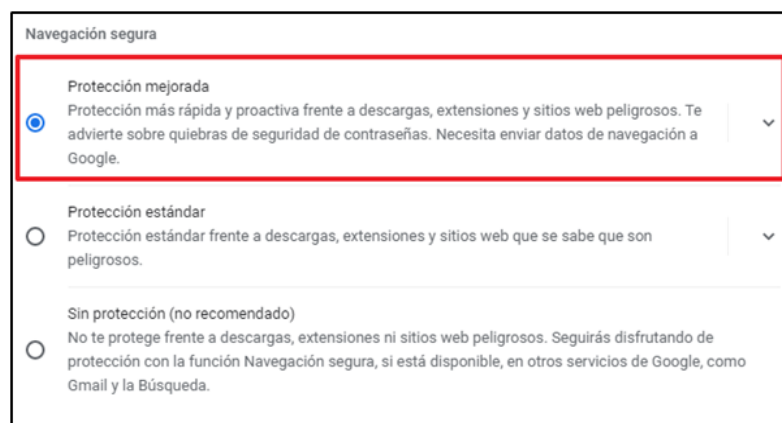 Navegación segura
Protección mejorada
Protección más rápida y proactiva frente a descargas, extensiones y sitios web peligrosos. Te
advierte sobre quiebras de seguridad de contraseñas. Necesita enviar datos de navegación a
Google.
Protección estándar
Protección estándar frente a descargas, extensiones y sitios web que se sabe que son
peligrosos.
Sin protección (no recomendado)
No te protege frente a descargas, extensiones ni sitios web peligrosos. Seguirás disfrutando de
protección con la función Navegación segura, si está disponible, en otros servicios de Google, como
Gmail y la Búsqueda.